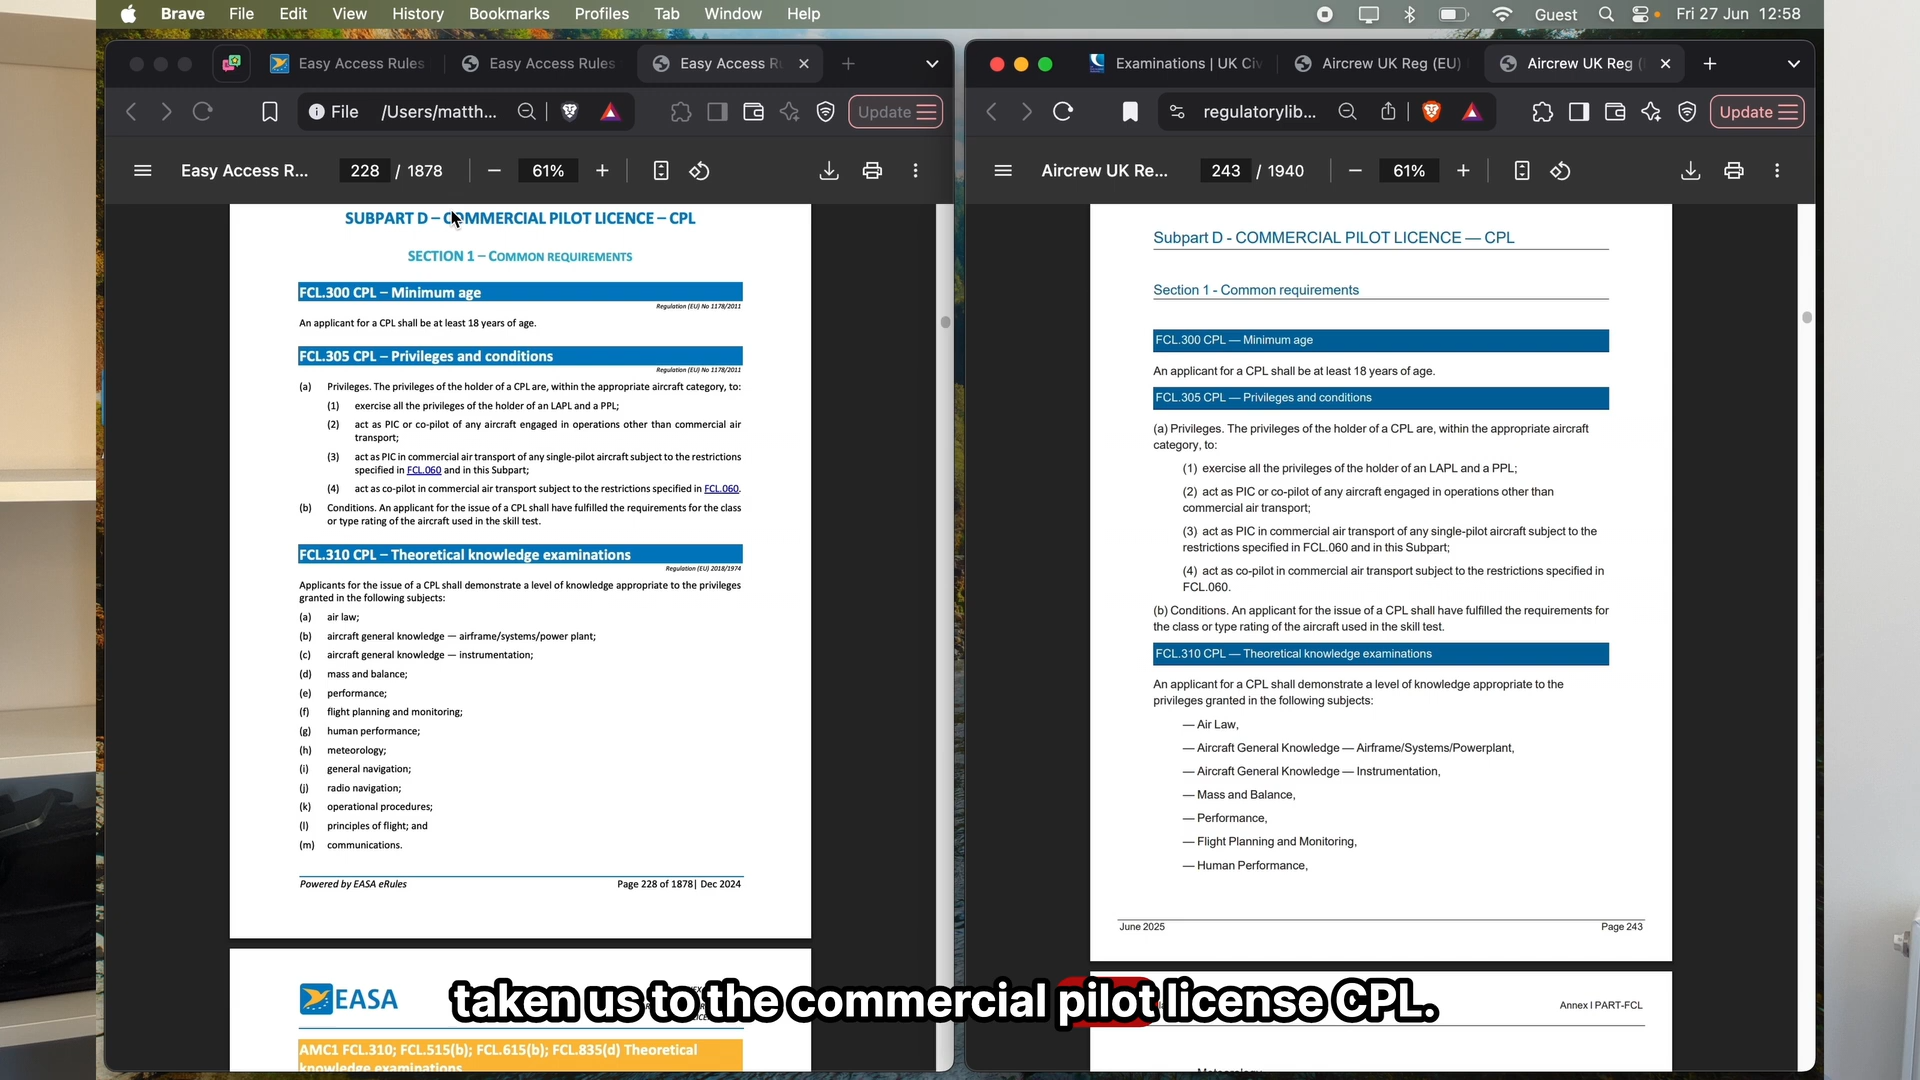 Brave File Edit View History Bookmarks Profiles Tab Window Help
Guest Fri 27 Jun 12:58
Easy Access Rules
Easy Access Rules
Easy Access R
File /Users/matth...
Update
Easy Access R...
228 / 1878
61%
SUBPART D – COMMERCIAL PILOT LICENCE – CPL
SECTION 1 – COMMON REQUIREMENTS
FCL.300 CPL – Minimum age
Regulation (EU) No 1178/2011
An applicant for a CPL shall be at least 18 years of age.
FCL.305 CPL – Privileges and conditions
Regulation (EU) No 1178/2011
(a) Privileges. The privileges of the holder of a CPL are, within the appropriate aircraft category, to:
(1) exercise all the privileges of the holder of an LAPL and a PPL;
(2) act as PIC or co-pilot of any aircraft engaged in operations other than commercial air
transport;
(3) act as PIC in commercial air transport of any single-pilot aircraft subject to the restrictions
specified in FCL.060 and in this Subpart;
(4) act as co-pilot in commercial air transport subject to the restrictions specified in FCL.060.
(b) Conditions. An applicant for the issue of a CPL shall have fulfilled the requirements for the class
or type rating of the aircraft used in the skill test.
FCL.310 CPL – Theoretical knowledge examinations
Regulation (EU) 2018/1974
Applicants for the issue of a CPL shall demonstrate a level of knowledge appropriate to the privileges
granted in the following subjects:
(a) air law;
(b) aircraft general knowledge — airframe/systems/power plant;
(c) aircraft general knowledge — instrumentation;
(d) mass and balance;
(e) performance;
(f) flight planning and monitoring;
(g) human performance;
(h) meteorology;
(i) general navigation;
(j) radio navigation;
(k) operational procedures;
(l) principles of flight; and
(m) communications.
Powered by EASA eRules
Page 228 of 1878| Dec 2024
EASA
AMC1 FCL.310; FCL.515(b); FCL.615(b); FCL.835(d) Theoretical
knowledge examinations
Examinations | UK Civ
Aircrew UK Reg (EU)
Aircrew UK Reg (
regulatorylib...
Update
Aircrew UK Re...
243 / 1940
61%
Subpart D - COMMERCIAL PILOT LICENCE — CPL
Section 1 - Common requirements
FCL.300 CPL — Minimum age
An applicant for a CPL shall be at least 18 years of age.
FCL.305 CPL — Privileges and conditions
(a) Privileges. The privileges of the holder of a CPL are, within the appropriate aircraft
category, to:
(1) exercise all the privileges of the holder of an LAPL and a PPL;
(2) act as PIC or co-pilot of any aircraft engaged in operations other than
commercial air transport;
(3) act as PIC in commercial air transport of any single-pilot aircraft subject to the
restrictions specified in FCL.060 and in this Subpart;
(4) act as co-pilot in commercial air transport subject to the restrictions specified in
FCL.060.
(b) Conditions. An applicant for the issue of a CPL shall have fulfilled the requirements for
the class or type rating of the aircraft used in the skill test.
FCL.310 CPL — Theoretical knowledge examinations
An applicant for a CPL shall demonstrate a level of knowledge appropriate to the
privileges granted in the following subjects:
— Air Law,
— Aircraft General Knowledge — Airframe/Systems/Powerplant,
— Aircraft General Knowledge — Instrumentation,
— Mass and Balance,
— Performance,
— Flight Planning and Monitoring,
— Human Performance,
June 2025
Page 243
Annex I PART-FCL
taken us to the commercial pilot license CPL.